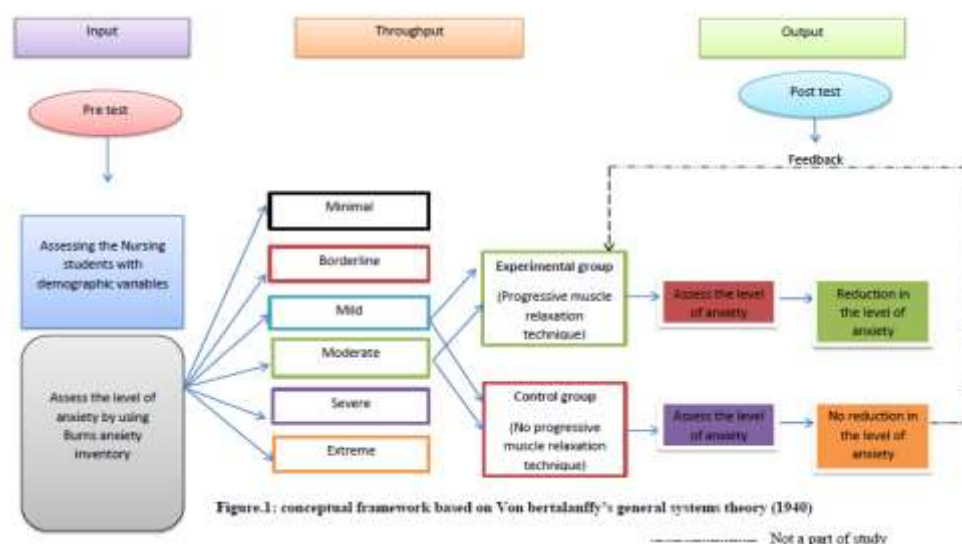 Input
Throughput
Output
Pre test
Post test
Feedback
Assessing the Nursing
students with
demographic variables
Assess the level of
anxiety by using
Burns anxiety
inventory
Minimal
Borderline
Mild
Moderate
Severe
Extreme
Experimental group
(Progressive muscle
relaxation
technique)
Control group
(No progressive
muscle relaxation
technique)
Assess the level
of anxiety
Reduction in
the level of
anxiety
Assess the level
of anxiety
No reduction in
the level of
anxiety
Figure.1: conceptual framework based on Von bertalanffy's general systems theory (1940)
Not a part of study